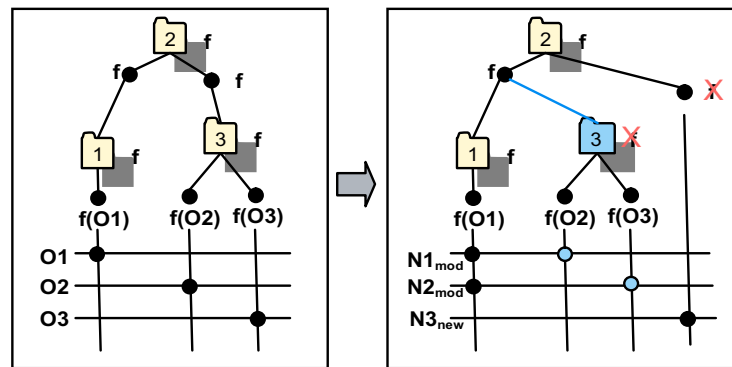 2
f
f
f
1
f
3
f
f(O1)
f(O2)
f(O3)
O1
O2
O3
2
f
f
f
1
f
3
f
f(O1)
f(O2)
f(O3)
N1mod
N2mod
N3new